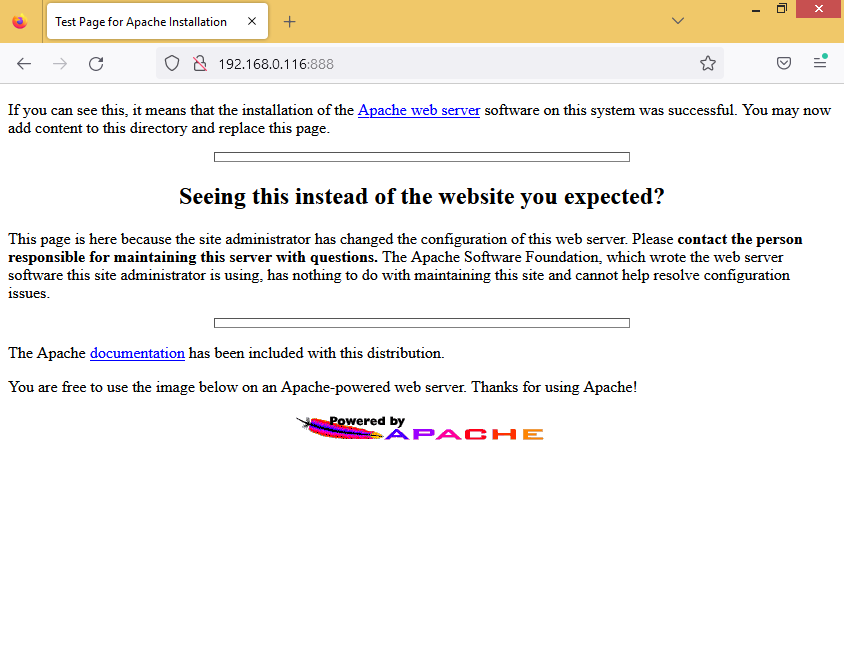 Test Page for Apache Installation
192.168.0.116:888
If you can see this, it means that the installation of the Apache web server software on this system was successful. You may now
add content to this directory and replace this page.
Seeing this instead of the website you expected?
This page is here because the site administrator has changed the configuration of this web server. Please contact the person
responsible for maintaining this server with questions. The Apache Software Foundation, which wrote the web server
software this site administrator is using, has nothing to do with maintaining this site and cannot help resolve configuration
issues.
The Apache documentation has been included with this distribution.
You are free to use the image below on an Apache-powered web server. Thanks for using Apache!
Powered by
APACHE